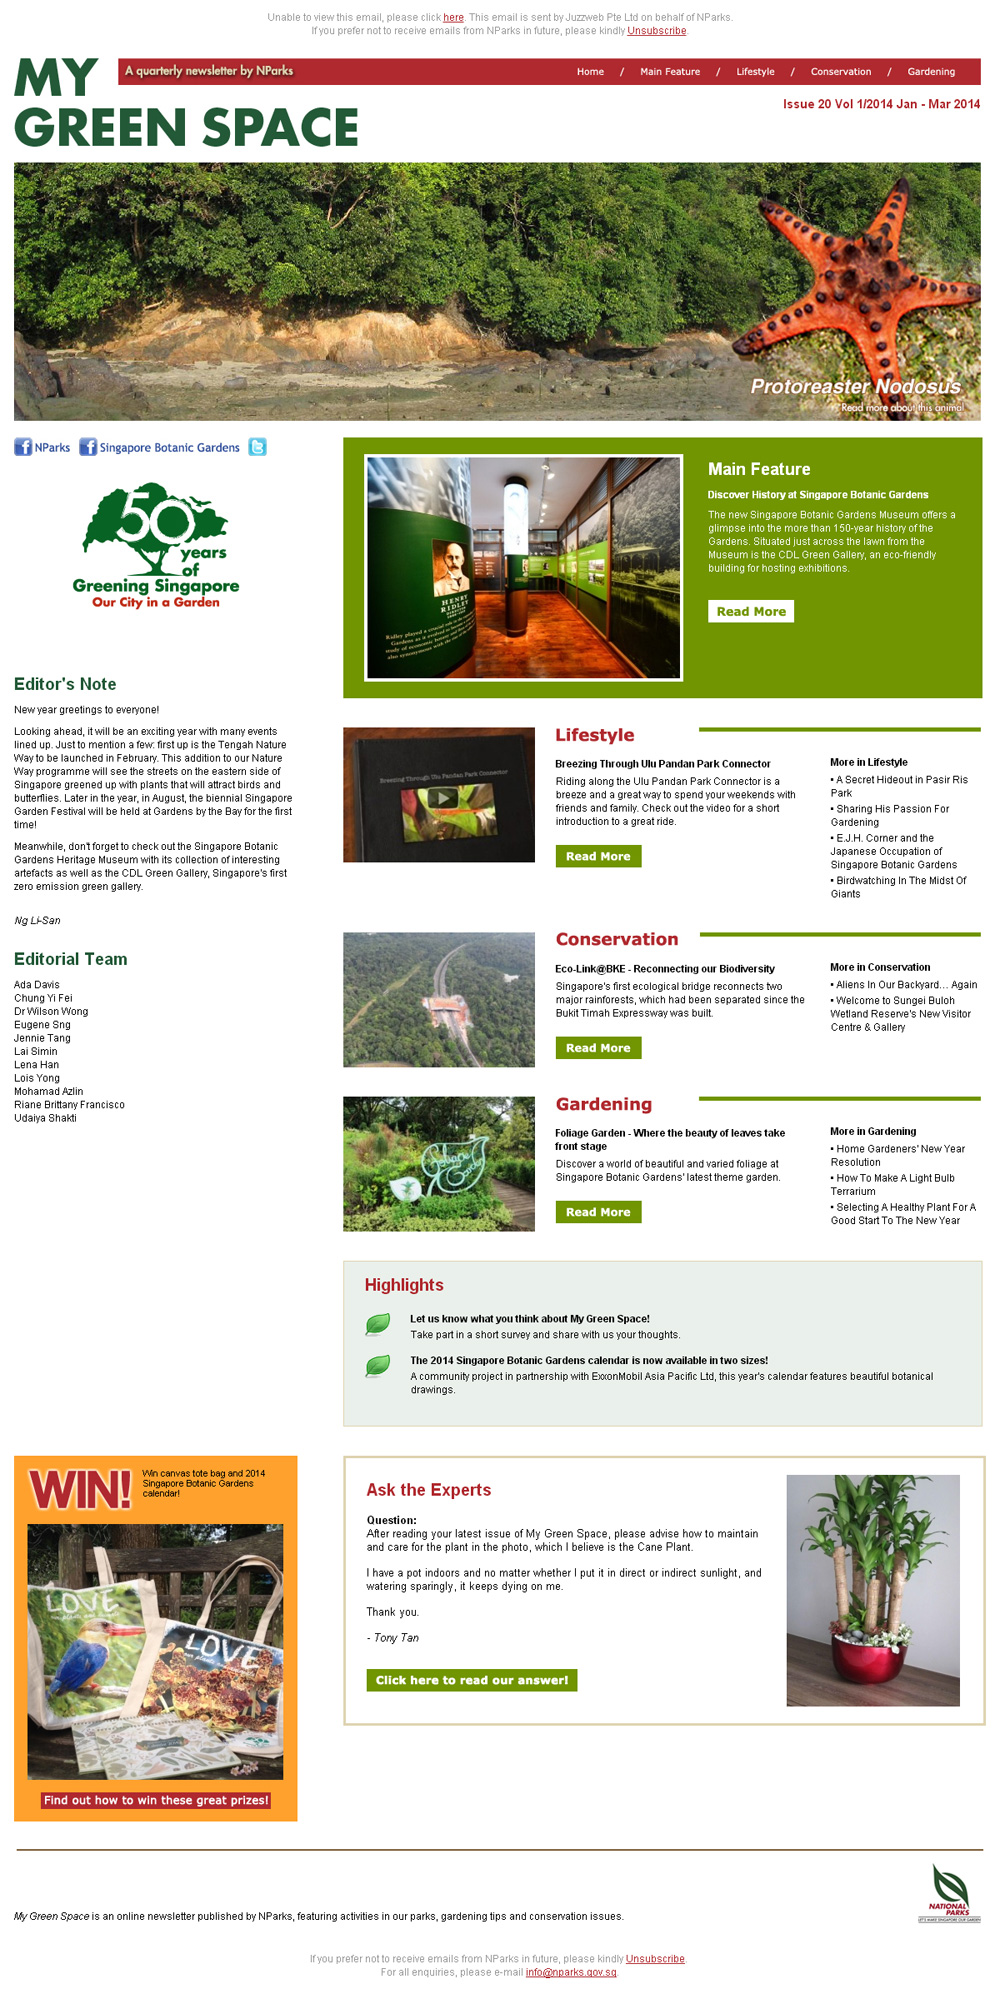 Unable to view this email, please click here. This email is sent by Juzzweb Pte Ltd on behalf of NParks.
If you prefer not to receive emails from NParks in future, please kindly Unsubscribe.
MY
GREEN SPACE
A quarterly newsletter by NParks
Home / Main Feature / Lifestyle / Conservation / Gardening
Issue 20 Vol 1/2014 Jan - Mar 2014
Protoreaster Nodosus
Read more about this animal
NParks Singapore Botanic Gardens
50
years
of
Greening Singapore
Our City in a Garden
Editor's Note
New year greetings to everyone!
Looking ahead, it will be an exciting year with many events
lined up. Just to mention a few: first up is the Tengah Nature
Way to be launched in February. This addition to our Nature
Way programme will see the streets on the eastern side of
Singapore greened up with plants that will attract birds and
butterflies. Later in the year, in August, the biennial Singapore
Garden Festival will be held at Gardens by the Bay for the first
time!
Meanwhile, don't forget to check out the Singapore Botanic
Gardens Heritage Museum with its collection of interesting
artefacts as well as the CDL Green Gallery, Singapore's first
zero emission green gallery.
Ng Li-San
Editorial Team
Ada Davis
Chung Yi Fei
Dr Wilson Wong
Eugene Sng
Jennie Tang
Lai Simin
Lena Han
Lois Yong
Mohamad Azlin
Riane Brittany Francisco
Udaiya Shakti
HENRY
RIDLEY
Ridley played a crucial role in the
Main Feature
Discover History at Singapore Botanic Gardens
The new Singapore Botanic Gardens Museum offers a
glimpse into the more than 150-year history of the
Gardens. Situated just across the lawn from the
Museum is the CDL Green Gallery, an eco-friendly
building for hosting exhibitions.
Read More
Breezing Through Ulu Pandan Park Connector
Lifestyle
Breezing Through Ulu Pandan Park Connector
Riding along the Ulu Pandan Park Connector is a
breeze and a great way to spend your weekends with
friends and family. Check out the video for a short
introduction to a great ride.
Read More
More in Lifestyle
• A Secret Hideout in Pasir Ris
Park
• Sharing His Passion For
Gardening
• E.J.H. Corner and the
Japanese Occupation of
Singapore Botanic Gardens
• Birdwatching In The Midst Of
Giants
Conservation
Eco-Link@BKE - Reconnecting our Biodiversity
Singapore's first ecological bridge reconnects two
major rainforests, which had been separated since the
Bukit Timah Expressway was built.
Read More
More in Conservation
• Aliens In Our Backyard... Again
• Welcome to Sungei Buloh
Wetland Reserve's New Visitor
Centre & Gallery
Foliage Garden
Gardening
Foliage Garden - Where the beauty of leaves take
front stage
Discover a world of beautiful and varied foliage at
Singapore Botanic Gardens' latest theme garden.
Read More
More in Gardening
• Home Gardeners' New Year
Resolution
• How To Make A Light Bulb
Terrarium
• Selecting A Healthy Plant For A
Good Start To The New Year
Highlights
Let us know what you think about My Green Space!
Take part in a short survey and share with us your thoughts.
The 2014 Singapore Botanic Gardens calendar is now available in two sizes!
A community project in partnership with ExxonMobil Asia Pacific Ltd, this year's calendar features beautiful botanical
drawings.
WIN!
Win canvas tote bag and 2014
Singapore Botanic Gardens
calendar!
LOVE
LOVE
Find out how to win these great prizes!
Ask the Experts
Question:
After reading your latest issue of My Green Space, please advise how to maintain
and care for the plant in the photo, which I believe is the Cane Plant.
I have a pot indoors and no matter whether I put it in direct or indirect sunlight, and
watering sparingly, it keeps dying on me.
Thank you.
- Tony Tan
Click here to read our answer!
My Green Space is an online newsletter published by NParks, featuring activities in our parks, gardening tips and conservation issues.
NATIONAL
PARKS
LET'S MAKE SINGAPORE OUR GARDEN
If you prefer not to receive emails from NParks in future, please kindly Unsubscribe.
For all enquiries, please e-mail info@nparks.gov.sg.